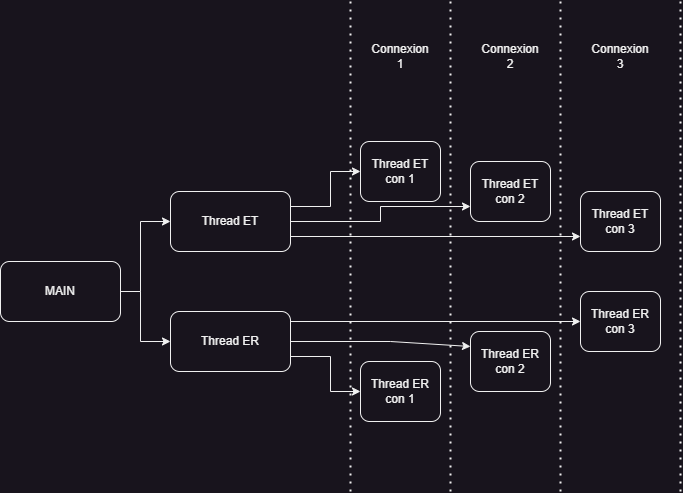 Connexion
1
Connexion
2
Connexion
3
Thread ET
con 1
Thread ET
con 2
Thread ET
con 3
Thread ET
MAIN
Thread ER
Thread ER
con 3
Thread ER
con 2
Thread ER
con 1